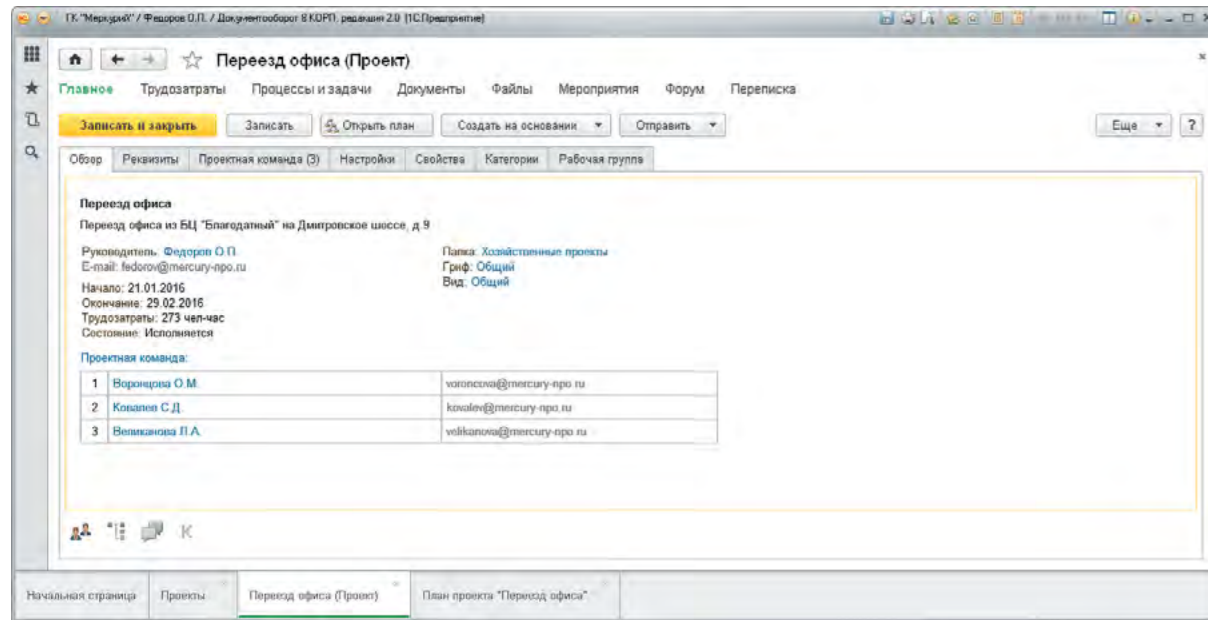 ГК "Меркурий" / Федоров О.П. / Документооборот 8 КОРП, редакция 2.0 (1С:Предприятие)
Переезд офиса (Проект)
Главное Трудозатраты Процессы и задачи Документы Файлы Мероприятия Форум Переписка
Записать и закрыть Записать Открыть план Создать на основании Отправить Еще ?
Обзор Реквизиты Проектная команда (3) Настройки Свойства Категории Рабочая группа
Переезд офиса
Переезд офиса из БЦ "Благодатный" на Дмитровское шоссе, д.9
Руководитель: Федоров О.П. Папка: Хозяйственные проекты
E-mail: fedorov@mercury-npo.ru Гриф: Общий
Вид: Общий
Начало: 21.01.2016
Окончание: 29.02.2016
Трудозатраты: 273 чел-час
Состояние: Исполняется
Проектная команда:
1 Воронцова О.М. voroncova@mercury-npo.ru
2 Ковалев С.Д. kovalev@mercury-npo.ru
3 Великанова Л.А. velikanova@mercury-npo.ru
К
Начальная страница Проекты Переезд офиса (Проект) План проекта "Переезд офиса"